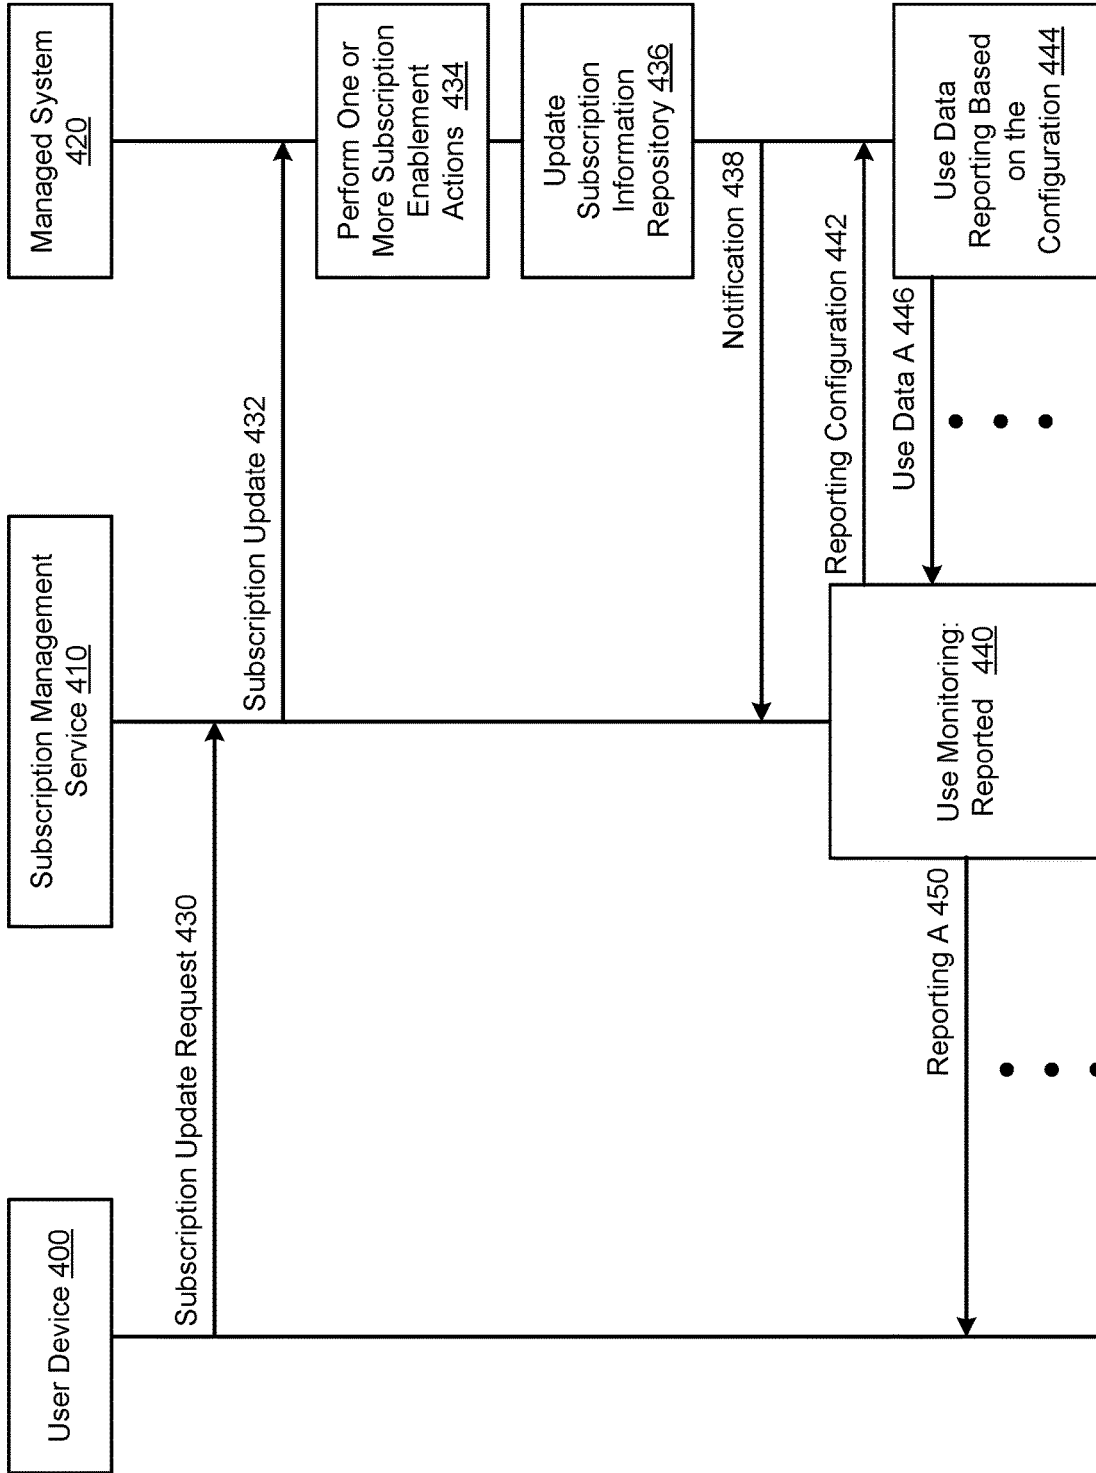 User Device 400
Subscription Management
Service 410
Managed System
420
Subscription Update Request 430
Subscription Update 432
Perform One or
More Subscription
Enablement
Actions 434
Update
Subscription
Information
Repository 436
Notification 438
Use Monitoring:
Reported 440
Reporting Configuration 442
Use Data
Reporting Based
on the
Configuration 444
Use Data A 446
Reporting A 450